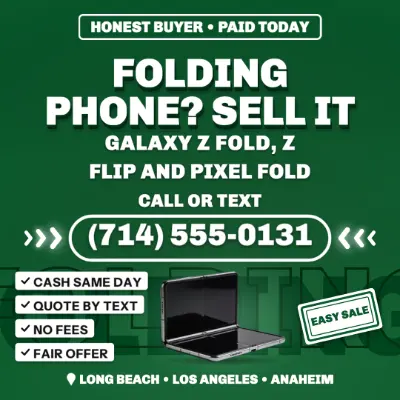 HONEST BUYER • PAID TODAY
FOLDING
PHONE? SELL IT
GALAXY Z FOLD, Z
FLIP AND PIXEL FOLD
CALL OR TEXT
(714) 555-0131
FOLDING
✓ CASH SAME DAY
✓ QUOTE BY TEXT
✓ NO FEES
✓ FAIR OFFER
EASY SALE
LONG BEACH • LOS ANGELES • ANAHEIM